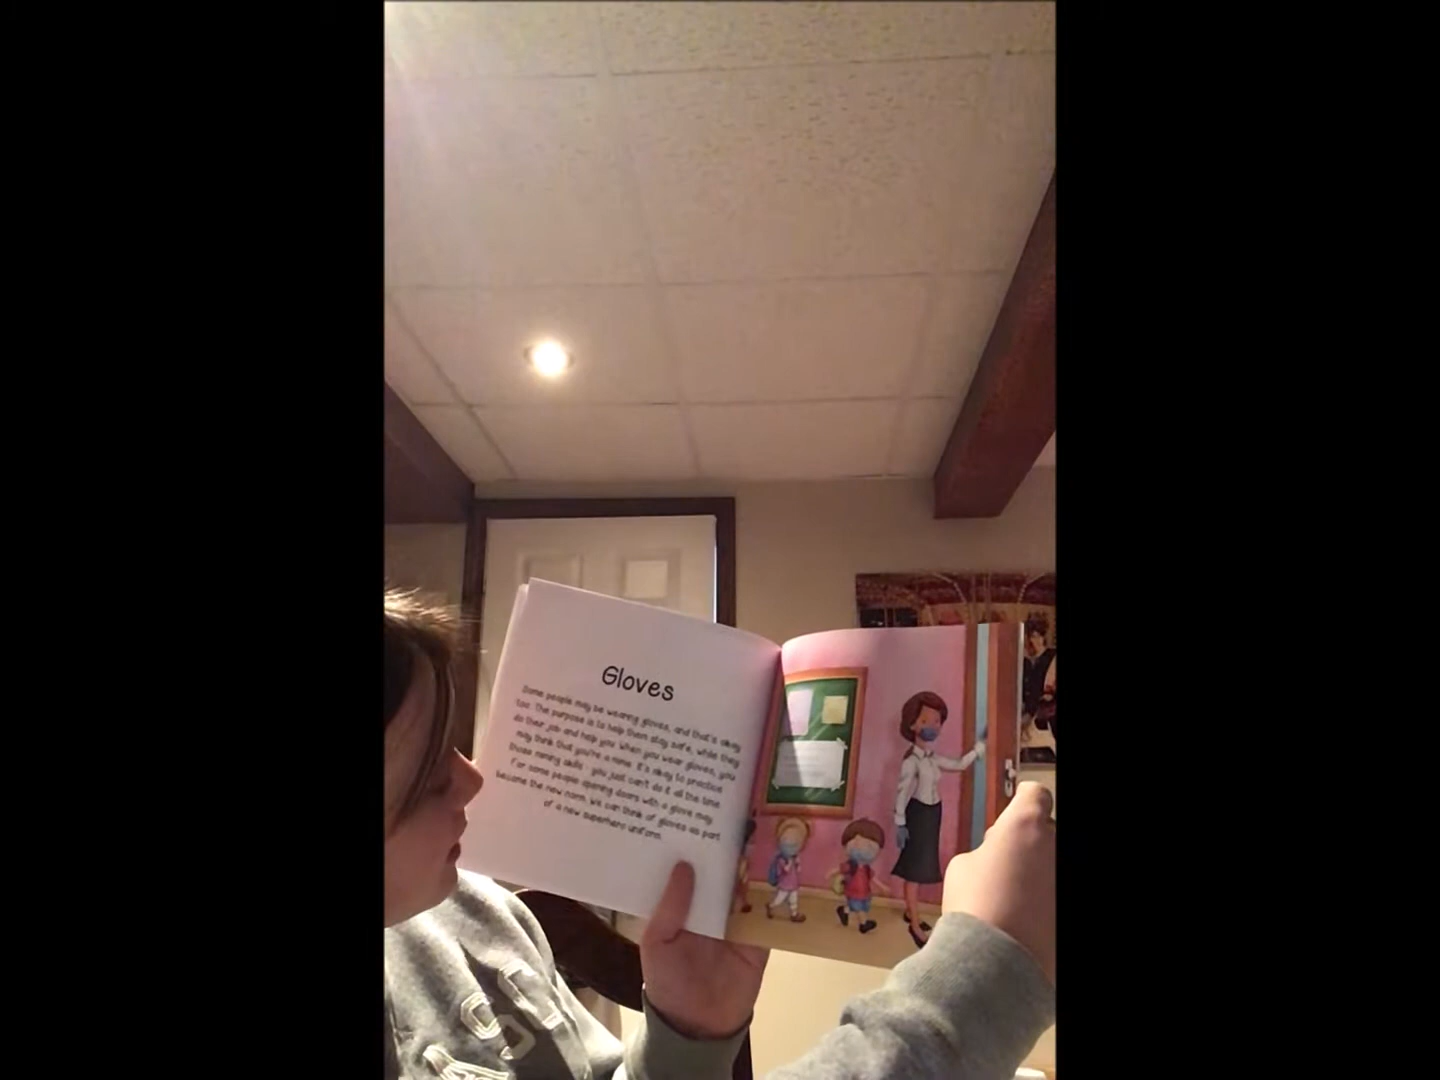 Gloves
Some people may be wearing gloves, and that's okay
too. The purpose is to help them stay safe, while they
do their job and help you. When you wear gloves, you
may think that you're a mime. It's okay to practice
those miming skills - you just can't do it all the time.
For some people opening doors with a glove may
become the new norm. We can think of gloves as part
of a new superhero uniform.